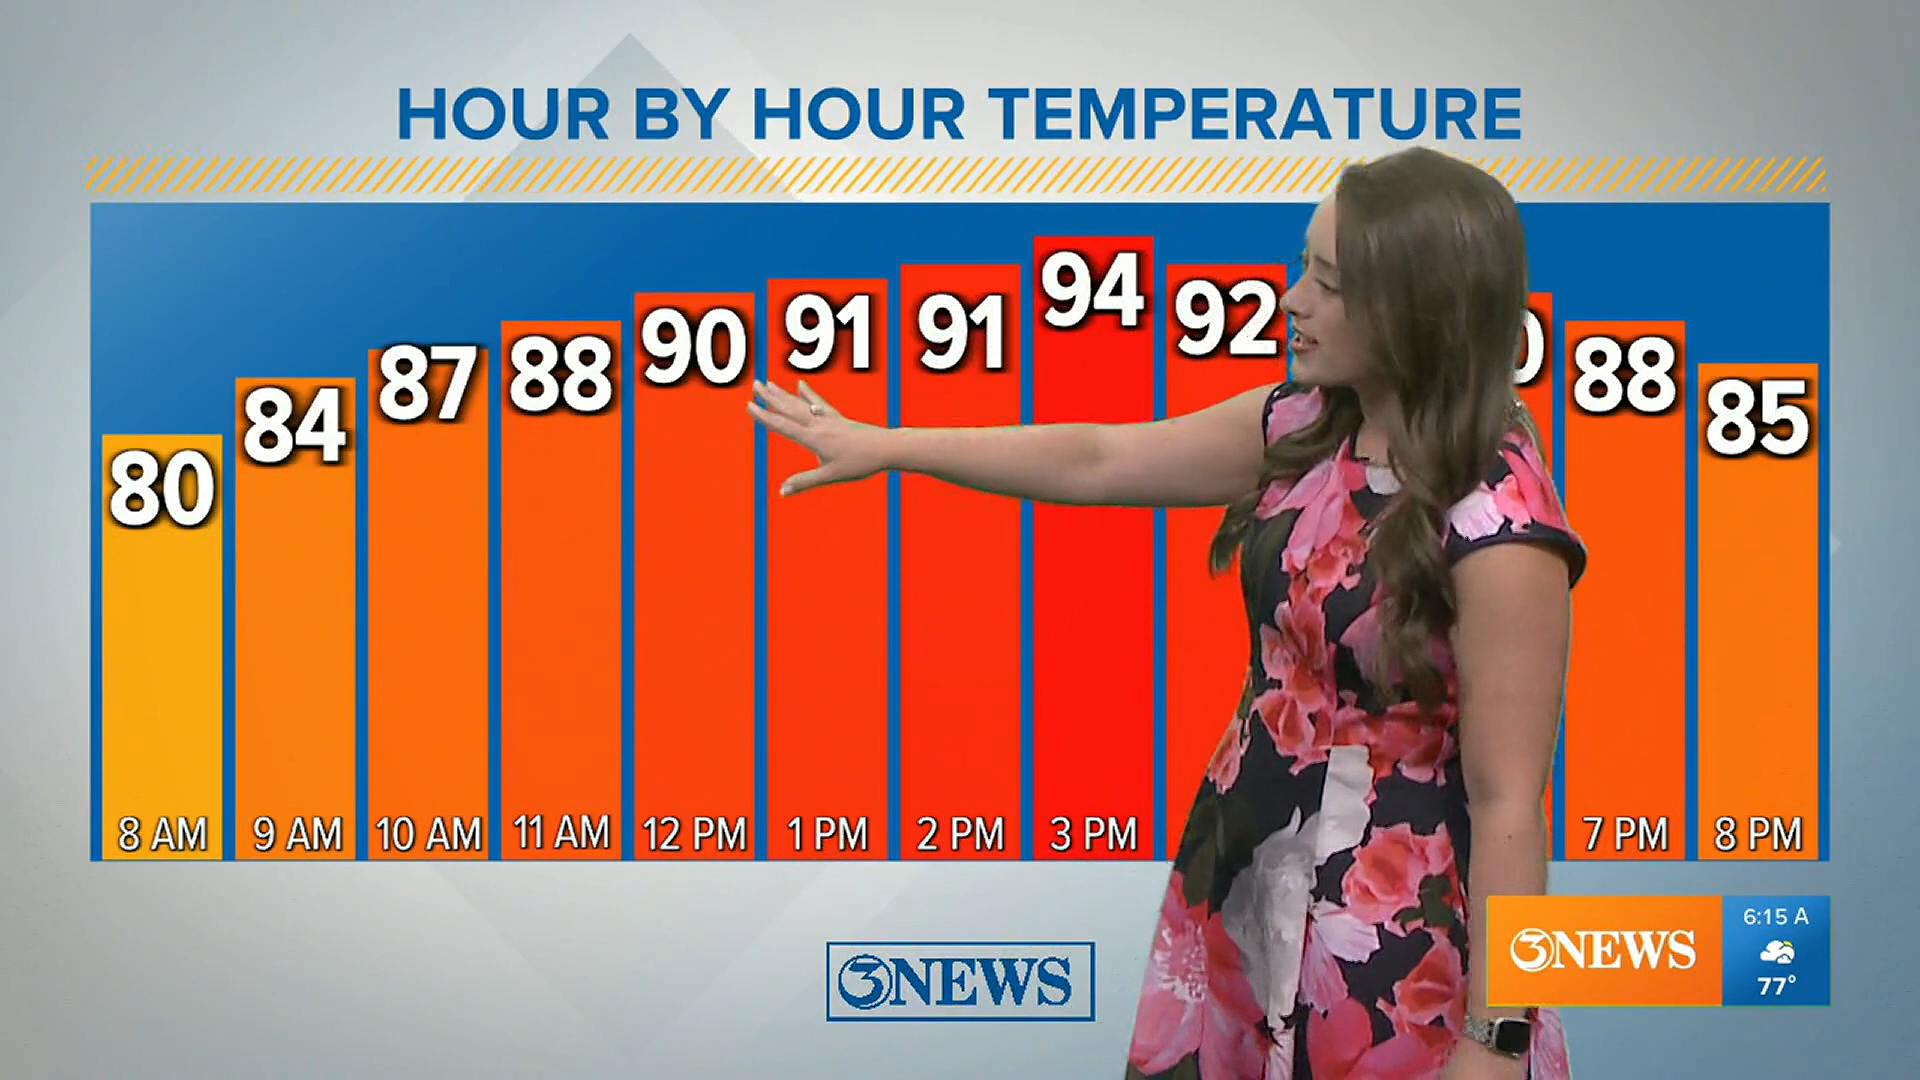 HOUR BY HOUR TEMPERATURE
80 84 87 88 90 91 91 94 92 88 85
8 AM 9 AM 10 AM 11 AM 12 PM 1 PM 2 PM 3 PM 7 PM 8 PM
3NEWS
3NEWS
6:15 A
77°